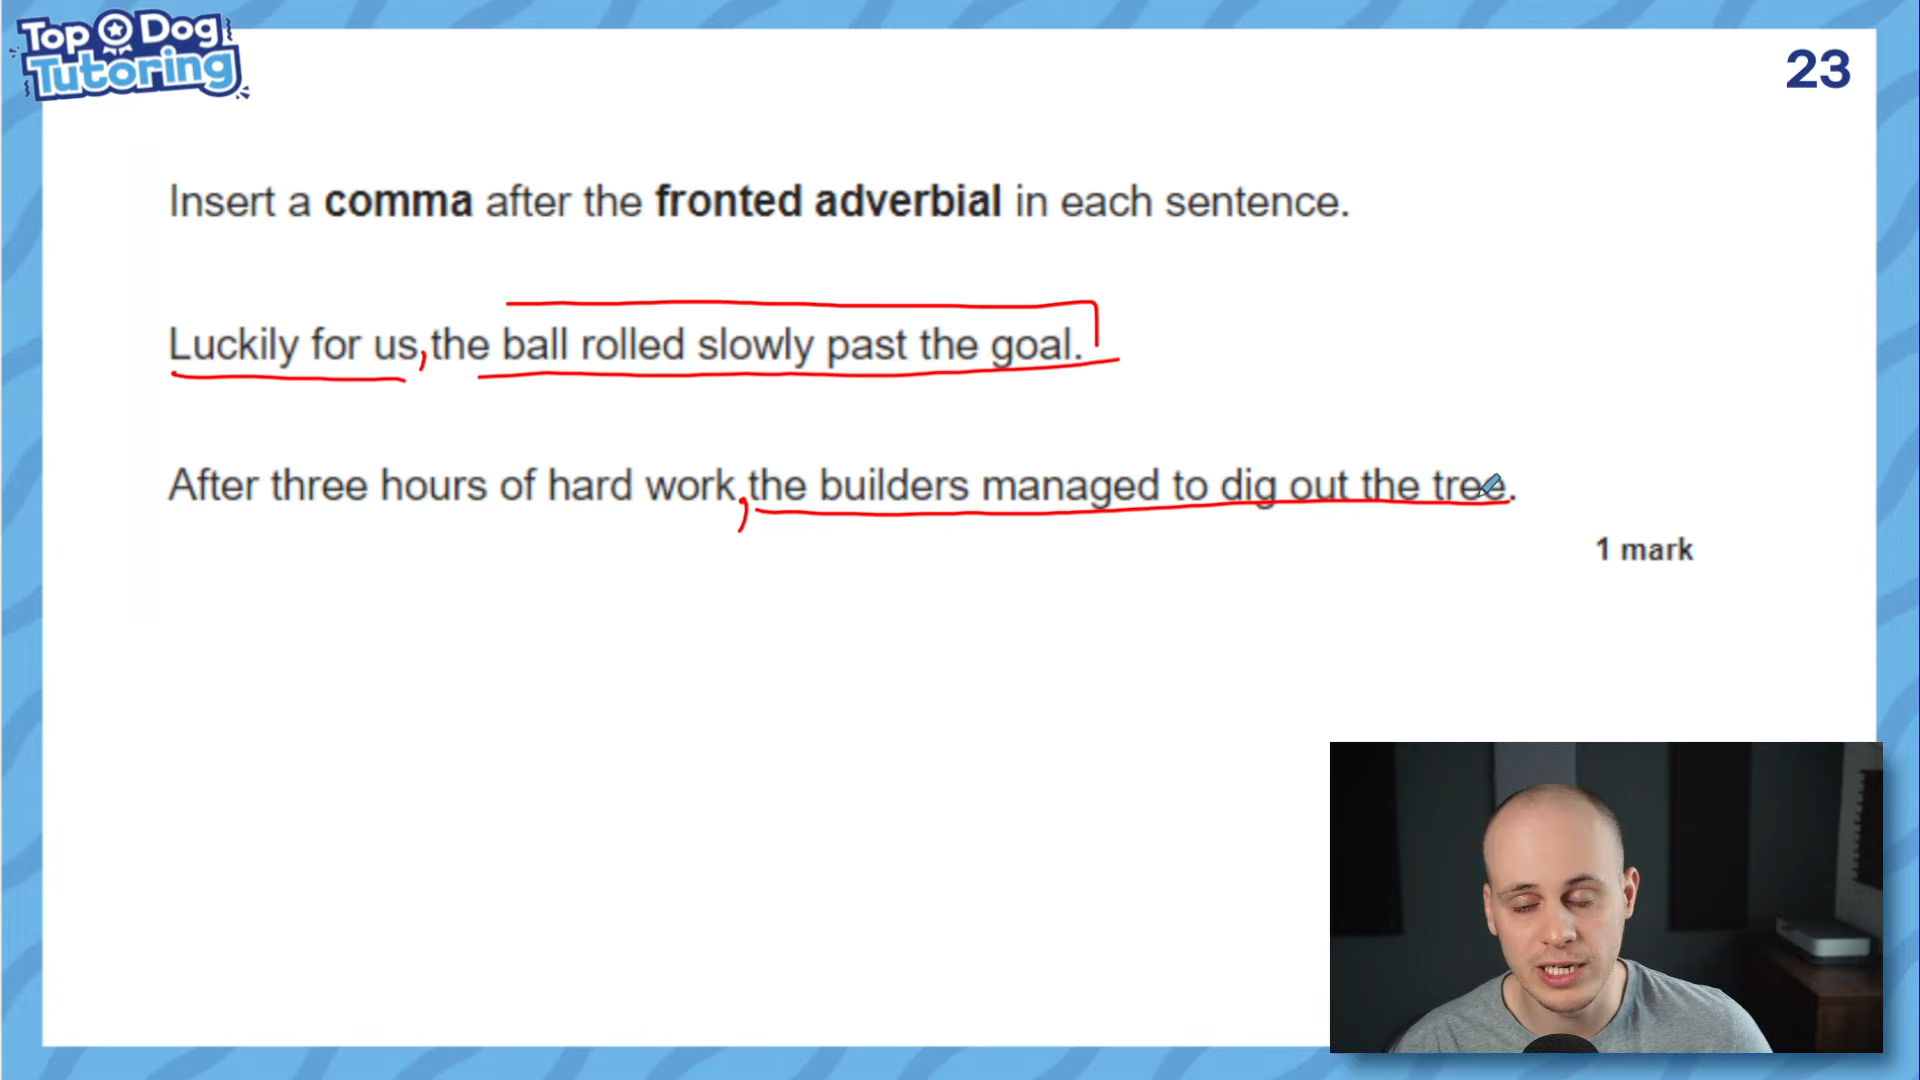 Top Dog
Tutoring
23
Insert a comma after the fronted adverbial in each sentence.
Luckily for us, the ball rolled slowly past the goal.
After three hours of hard work, the builders managed to dig out the tree.
1 mark